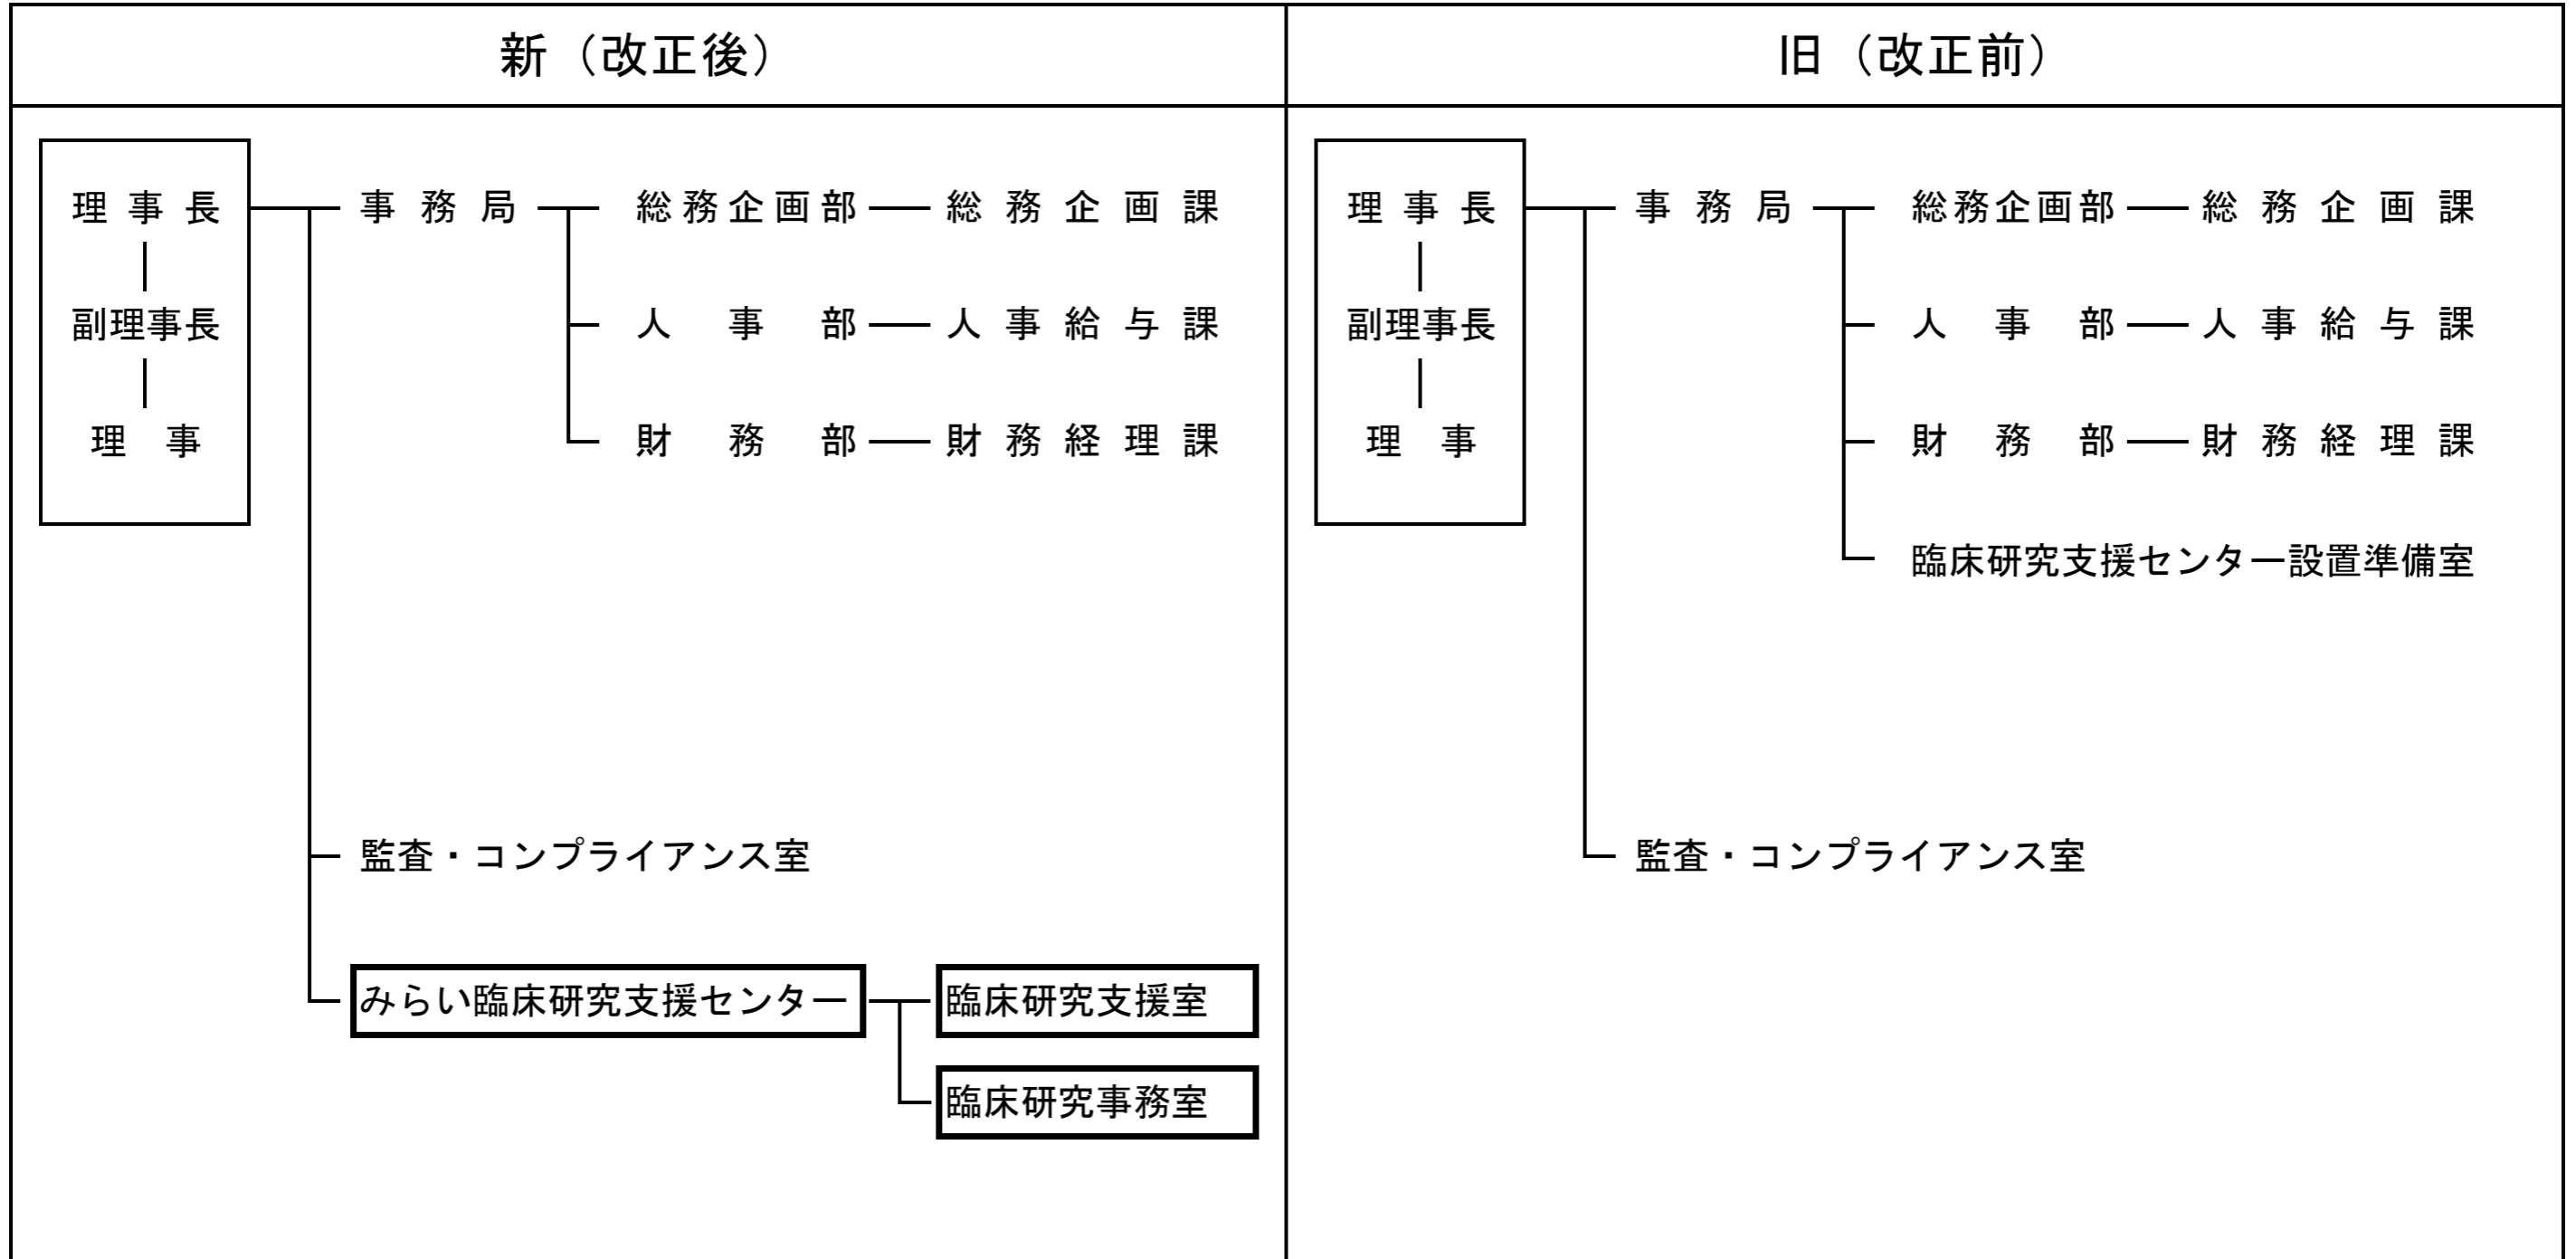 新（改正後）
旧（改正前）
理事長
副理事長
理事
事務局
総務企画部
総務企画課
人事部
人事給与課
財務部
財務経理課
監査・コンプライアンス室
みらい臨床研究支援センター
臨床研究支援室
臨床研究事務室
理事長
副理事長
理事
事務局
総務企画部
総務企画課
人事部
人事給与課
財務部
財務経理課
臨床研究支援センター設置準備室
監査・コンプライアンス室